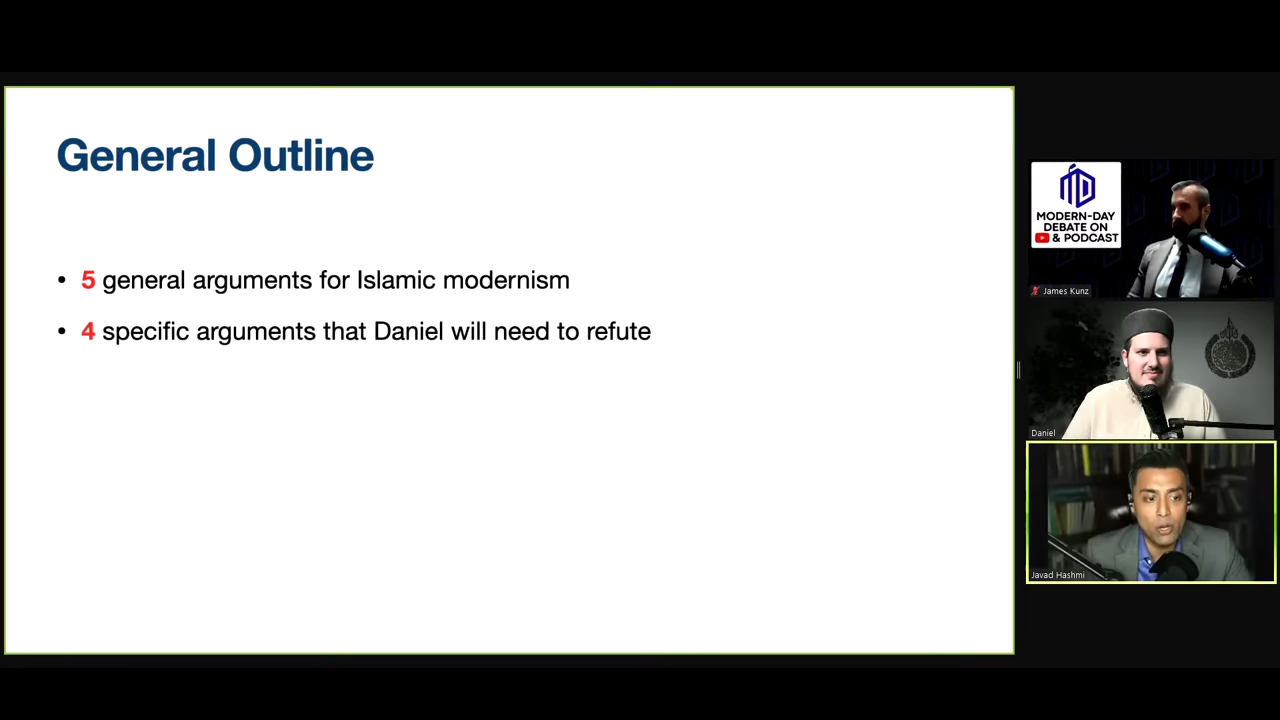 General Outline
• 5 general arguments for Islamic modernism
• 4 specific arguments that Daniel will need to refute
MODERN-DAY
DEBATE ON
& PODCAST
James Kunz
Daniel
Javad Hashmi